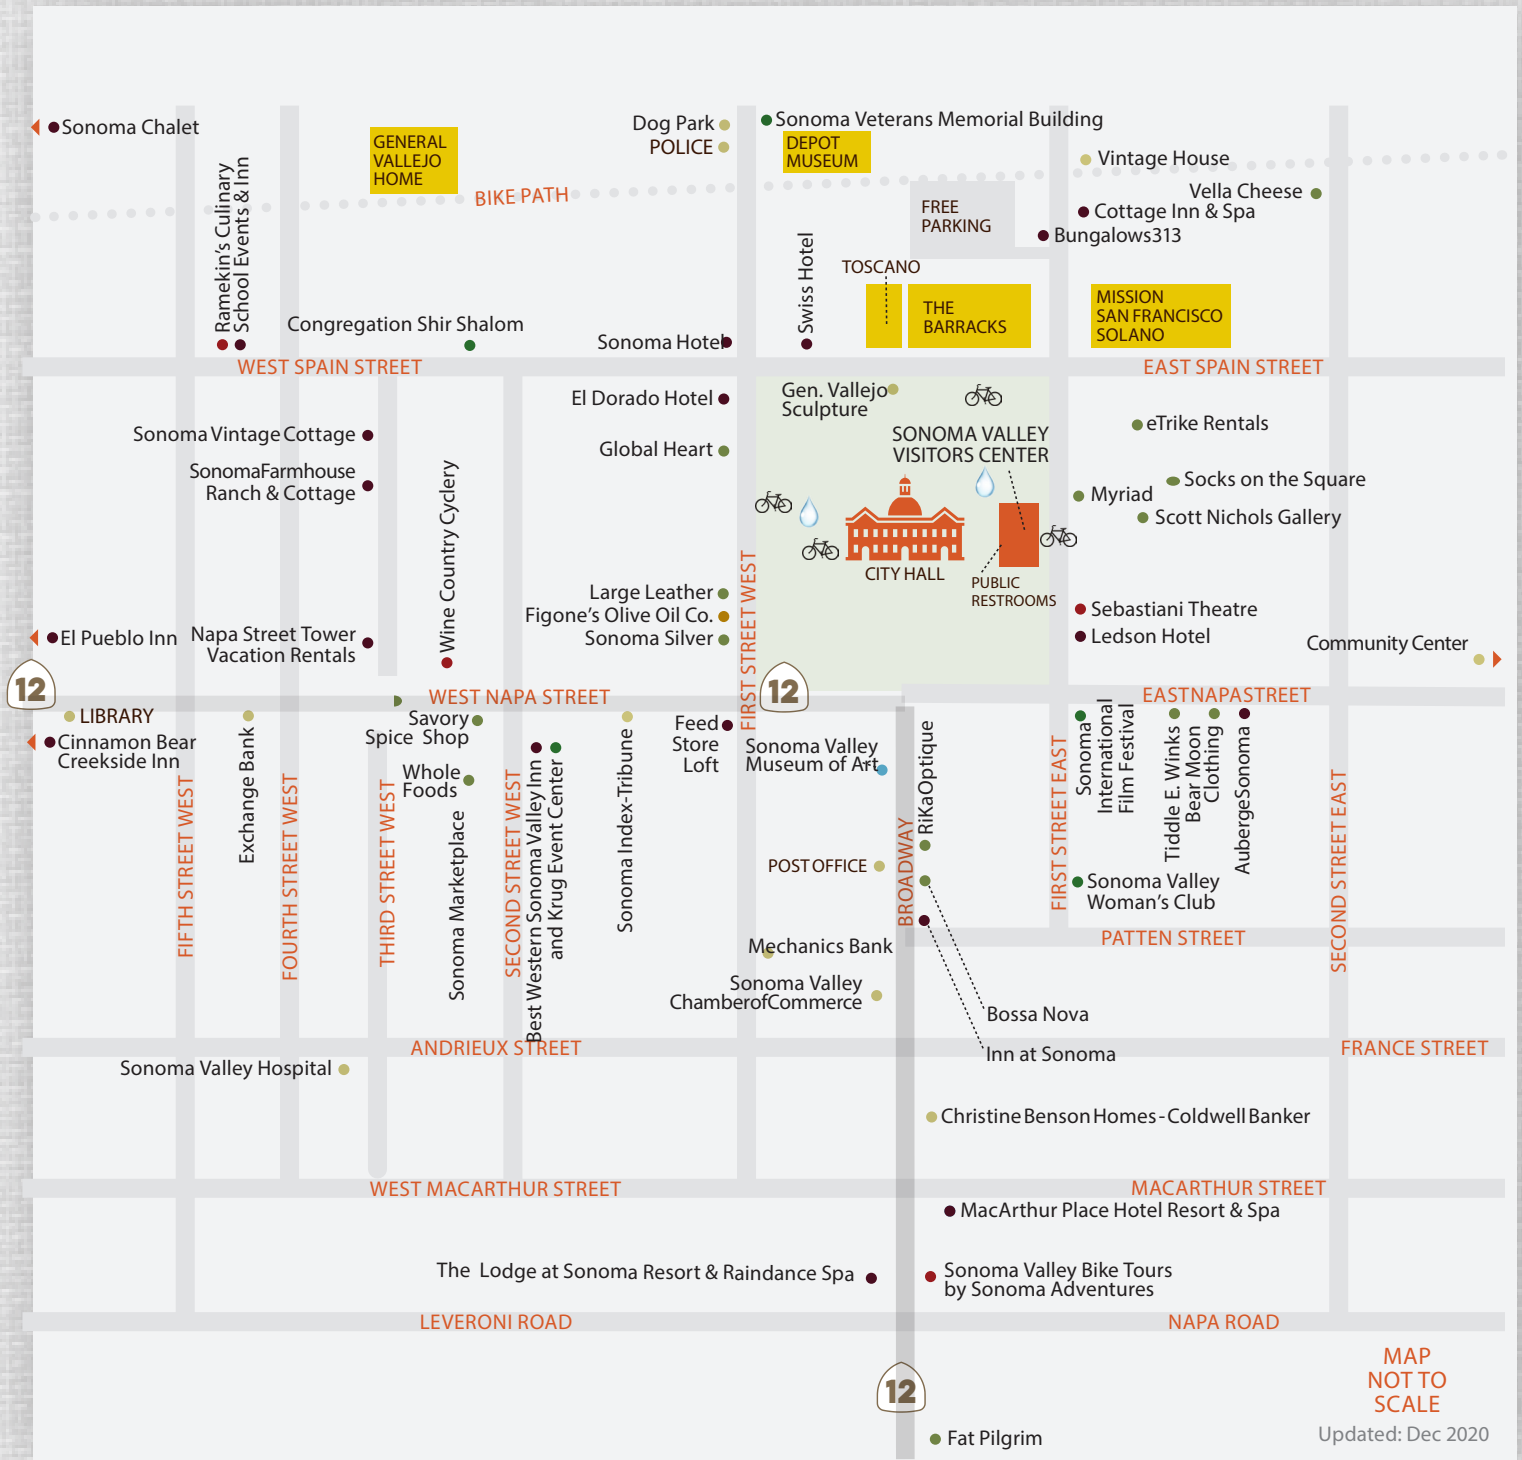 Sonoma Chalet
Ramekin's Culinary
School Events & Inn
GENERAL
VALLEJO
HOME
BIKE PATH
Dog Park
POLICE
Sonoma Veterans Memorial Building
DEPOT
MUSEUM
Vintage House
Vella Cheese
Cottage Inn & Spa
Bungalows313
FREE
PARKING
TOSCANO
THE
BARRACKS
MISSION
SAN FRANCISCO
SOLANO
Swiss Hotel
Congregation Shir Shalom
Sonoma Hotel
WEST SPAIN STREET
EAST SPAIN STREET
El Dorado Hotel
Gen. Vallejo
Sculpture
Sonoma Vintage Cottage
Global Heart
SONOMA VALLEY
VISITORS CENTER
eTrike Rentals
SonomaFarmhouse
Ranch & Cottage
Wine Country Cyclery
Socks on the Square
Myriad
Scott Nichols Gallery
CITY HALL
PUBLIC
RESTROOMS
Large Leather
Figone's Olive Oil Co.
Sonoma Silver
FIRST STREET WEST
Sebastiani Theatre
Ledson Hotel
Community Center
El Pueblo Inn
Napa Street Tower
Vacation Rentals
12
12
WEST NAPA STREET
EASTNAPASTREET
LIBRARY
Cinnamon Bear
Creekside Inn
Exchange Bank
Savory
Spice Shop
Whole
Foods
Sonoma Marketplace
Best Western Sonoma Valley Inn
and Krug Event Center
Sonoma Index-Tribune
Feed
Store
Loft
Sonoma Valley
Museum of Art
RiKaOptique
Sonoma
International
Film Festival
Tiddle E. Winks
Bear Moon
Clothing
AubergeSonoma
FIFTH STREET WEST
FOURTH STREET WEST
THIRD STREET WEST
SECOND STREET WEST
BROADWAY
FIRST STREET EAST
SECOND STREET EAST
POST OFFICE
Sonoma Valley
Woman's Club
PATTEN STREET
Mechanics Bank
Sonoma Valley
ChamberofCommerce
Bossa Nova
Inn at Sonoma
ANDRIEUX STREET
FRANCE STREET
Sonoma Valley Hospital
Christine Benson Homes - Coldwell Banker
WEST MACARTHUR STREET
MACARTHUR STREET
MacArthur Place Hotel Resort & Spa
The Lodge at Sonoma Resort & Raindance Spa
Sonoma Valley Bike Tours
by Sonoma Adventures
LEVERONI ROAD
NAPA ROAD
12
Fat Pilgrim
MAP
NOT TO
SCALE
Updated: Dec 2020